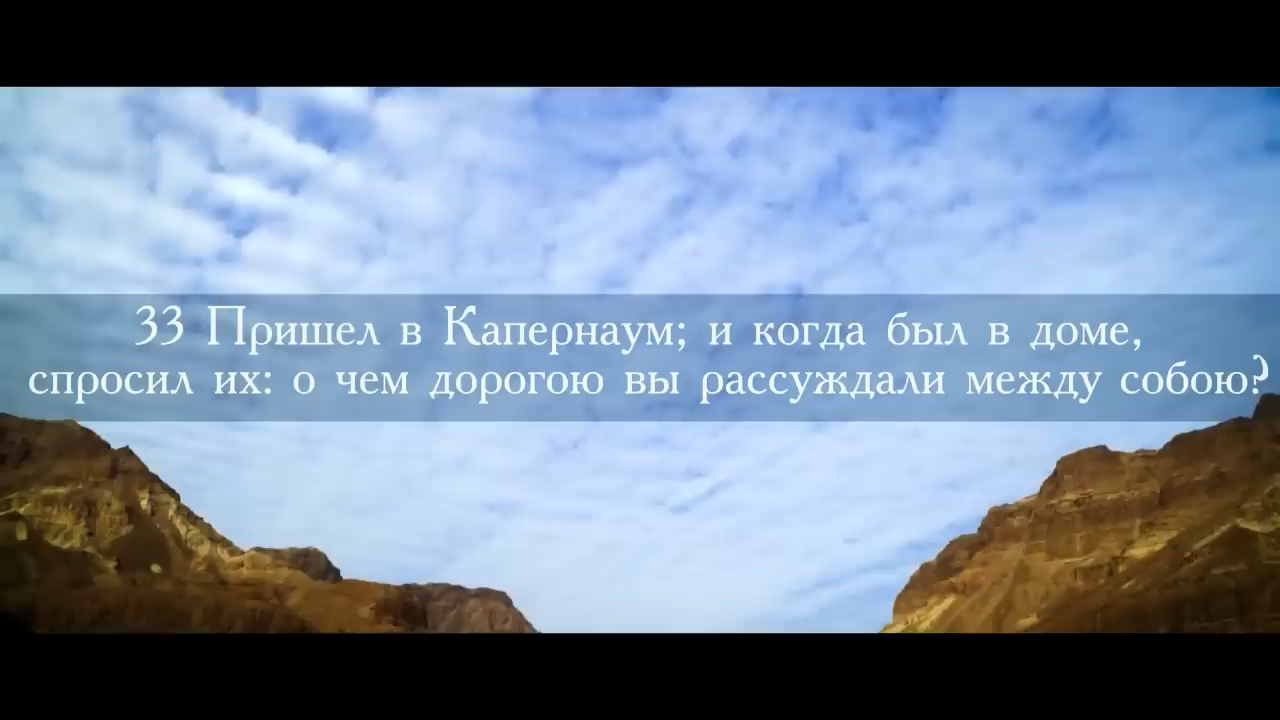 33 Пришел в Капернаум; и когда был в доме,
спросил их: о чем дорогою вы рассуждали между собою?